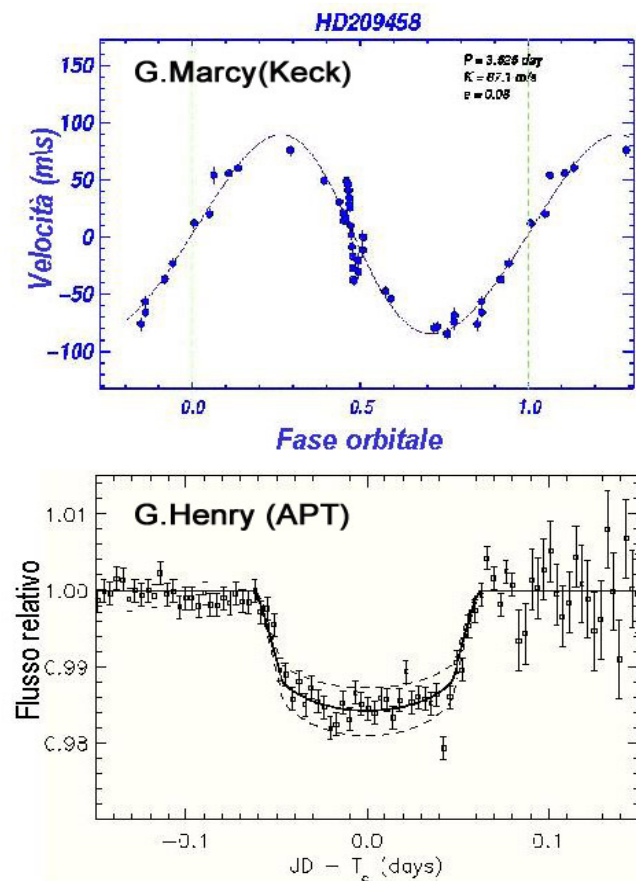 HD209458
G.Marcy(Keck)
P = 3.525 day
K = 87.1 m/s
e = 0.08
150
100
50
0
−50
−100
Velocità (m\s)
0.0 0.5 1.0
Fase orbitale
G.Henry (APT)
1.01
1.00
0.99
0.98
Flusso relativo
−0.1 0.0 0.1
JD − Tc (days)